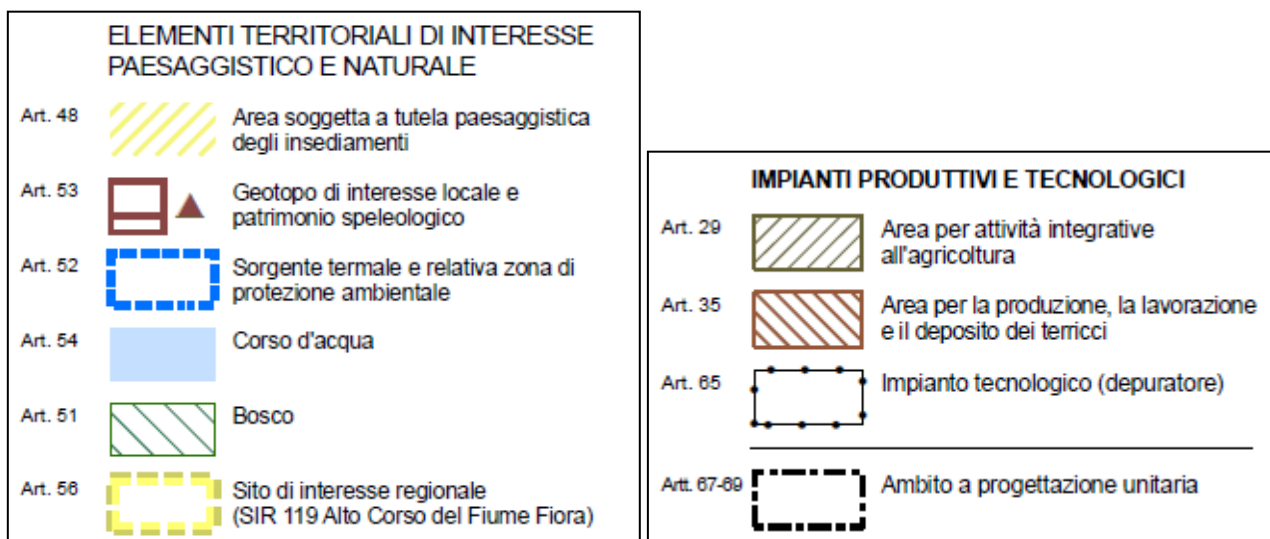 ELEMENTI TERRITORIALI DI INTERESSE
PAESAGGISTICO E NATURALE
Art. 48
Area soggetta a tutela paesaggistica
degli insediamenti
Art. 53
Geotopo di interesse locale e
patrimonio speleologico
Art. 52
Sorgente termale e relativa zona di
protezione ambientale
Art. 54
Corso d'acqua
Art. 51
Bosco
Art. 56
Sito di interesse regionale
(SIR 119 Alto Corso del Fiume Fiora)
IMPIANTI PRODUTTIVI E TECNOLOGICI
Art. 29
Area per attività integrative
all'agricoltura
Art. 35
Area per la produzione, la lavorazione
e il deposito dei terricci
Art. 65
Impianto tecnologico (depuratore)
Artt. 67-69
Ambito a progettazione unitaria